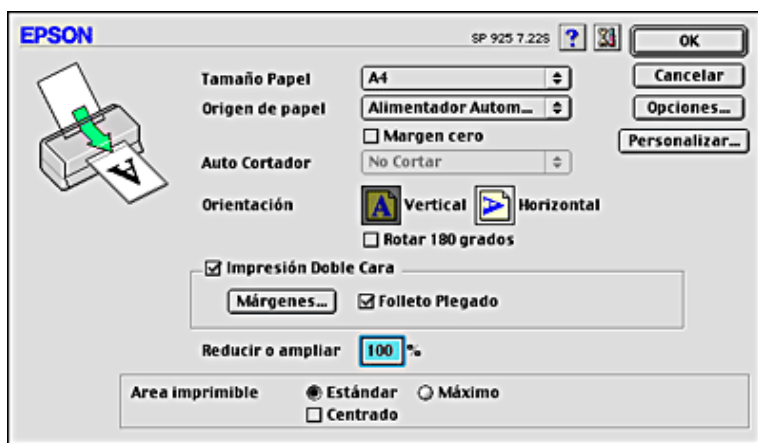 EPSON SP 925 7.22S ? OK
Tamaño Papel A4 Cancelar
Origen de papel Alimentador Autom... Opciones...
Margen cero Personalizar...
Auto Cortador No Cortar
Orientación Vertical Horizontal
Rotar 180 grados
Impresión Doble Cara
Márgenes... Folleto Plegado
Reducir o ampliar 100 %
Area imprimible Estándar Máximo
Centrado